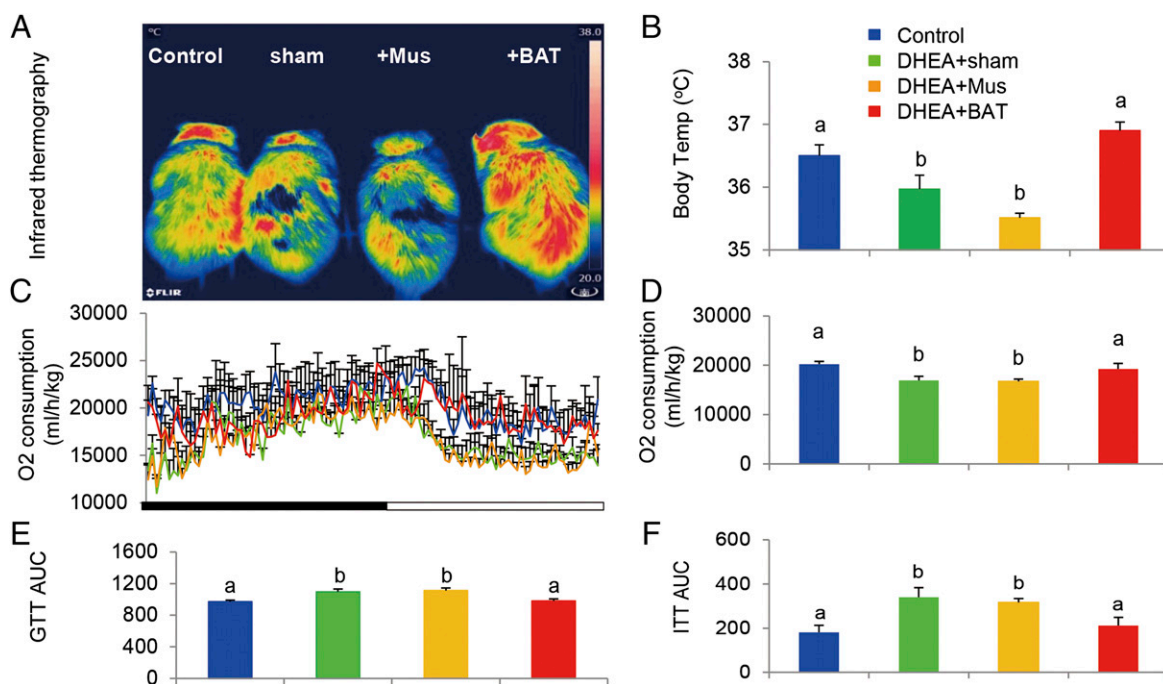 A
Infrared thermography
°C
38.0
Control sham +Mus +BAT
20.0
FLIR
B
Control
DHEA+sham
DHEA+Mus
DHEA+BAT
Body Temp (°C)
38
37
36
35
a
b
b
a
C
O2 consumption
(ml/h/kg)
30000
25000
20000
15000
10000
D
O2 consumption
(ml/h/kg)
30000
20000
10000
0
a
b
b
a
E
GTT AUC
1600
1200
800
400
0
a
b
b
a
F
ITT AUC
600
400
200
0
a
b
b
a